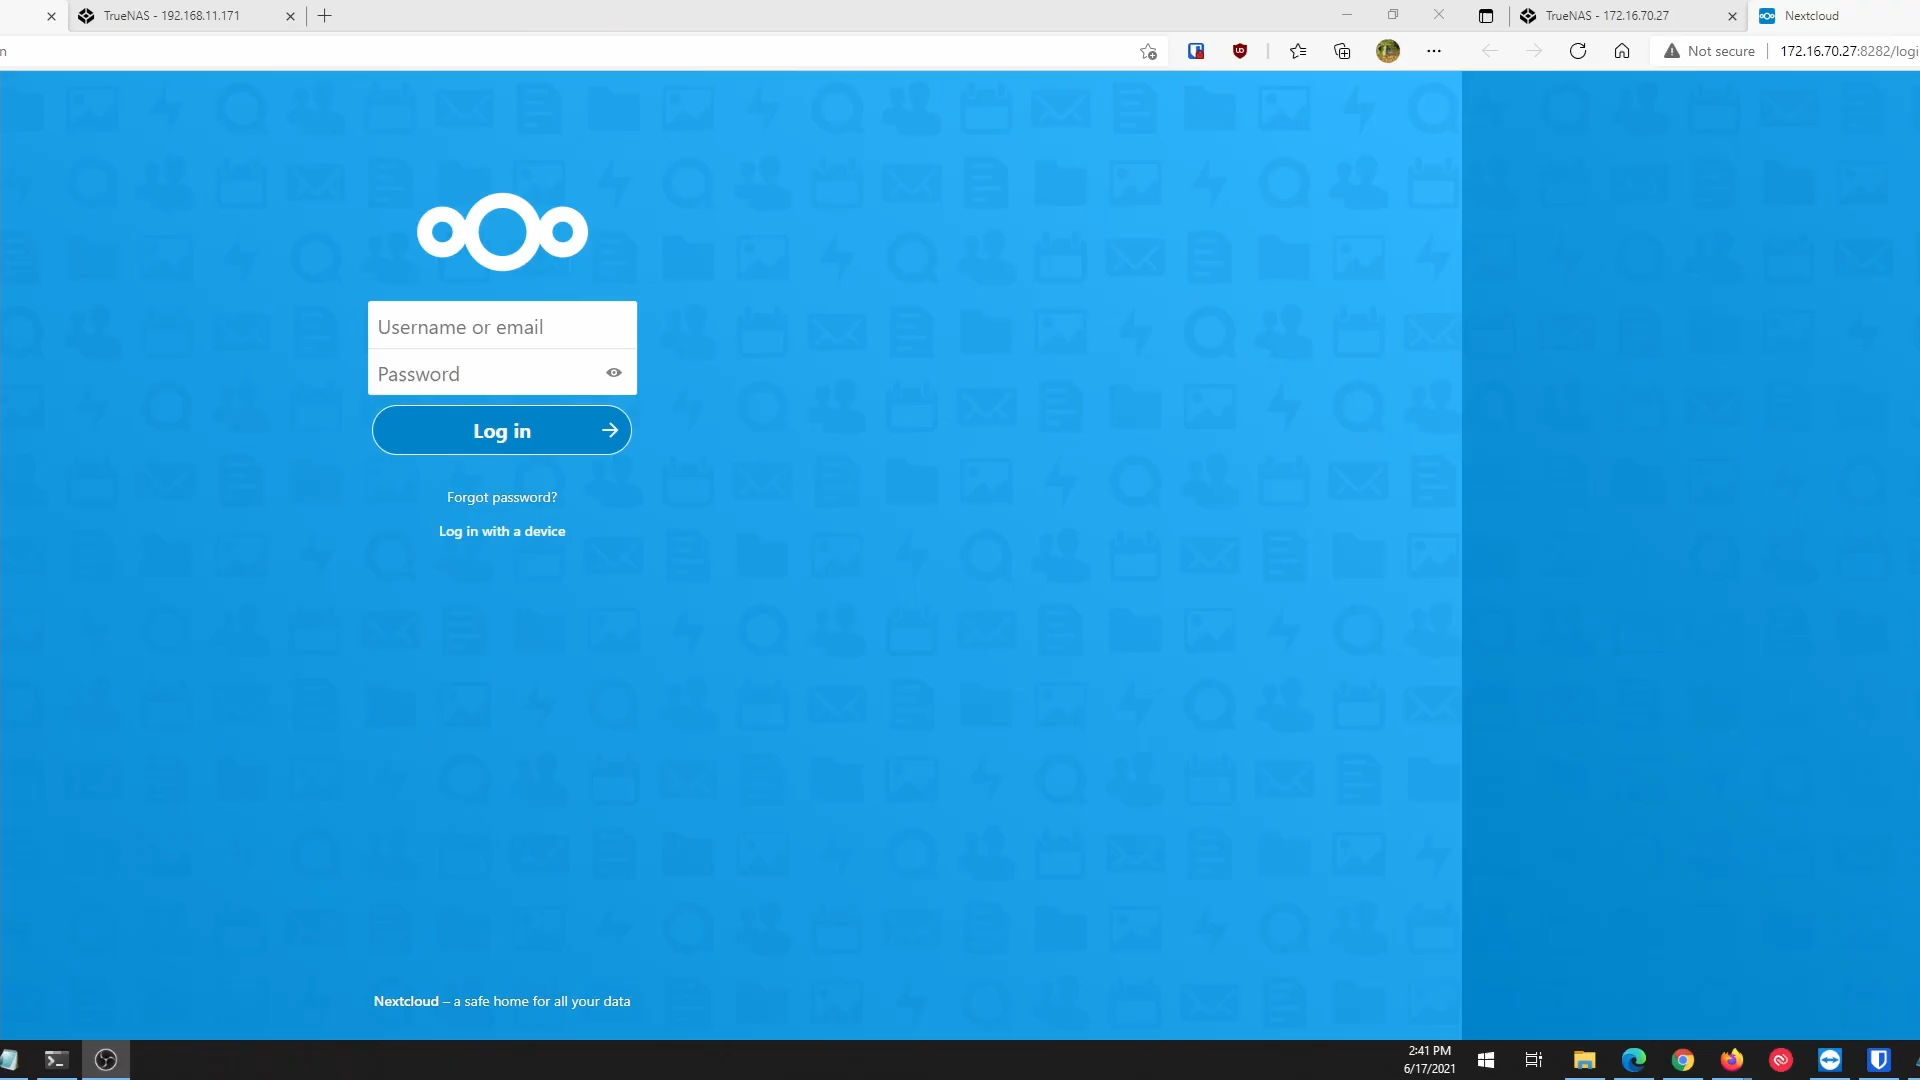 TrueNAS - 192.168.11.171
TrueNAS - 172.16.70.27
Nextcloud
n
Not secure
172.16.70.27:8282/logi
Username or email
Password
Log in
Forgot password?
Log in with a device
Nextcloud – a safe home for all your data
2:41 PM
6/17/2021